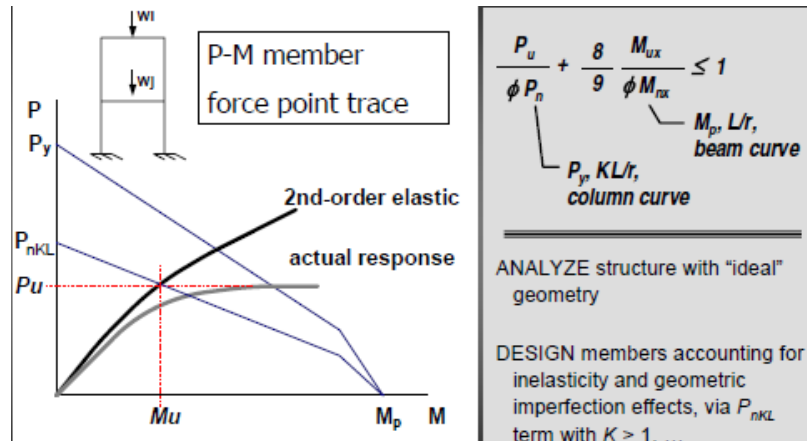 wi
wj
P-M member
force point trace
P
Py
PnKL
Pu
2nd-order elastic
actual response
Mu
Mp
M
Pu
ϕ Pn
+
8
9
Mux
ϕ Mnx
≤ 1
Mp, L/r,
beam curve
Py, KL/r,
column curve
ANALYZE structure with “ideal”
geometry
DESIGN members accounting for
inelasticity and geometric
imperfection effects, via PnKL
term with K > 1, …